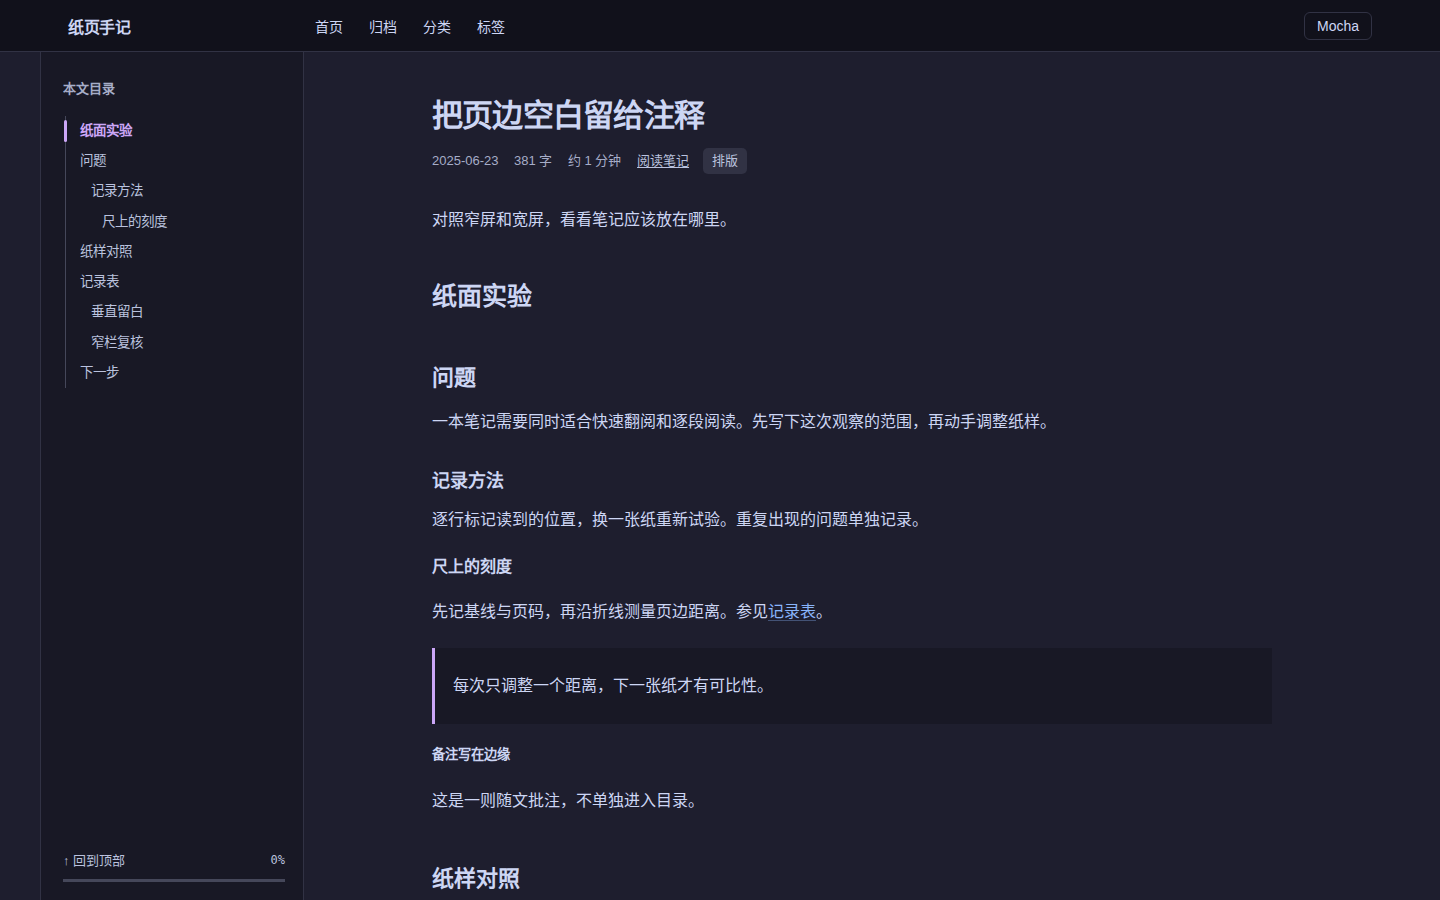 纸页手记
首页 归档 分类 标签
Mocha
本文目录
纸面实验
问题
记录方法
尺上的刻度
纸样对照
记录表
垂直留白
窄栏复核
下一步
↑ 回到顶部 0%
把页边空白留给注释
2025-06-23 381 字 约 1 分钟 阅读笔记 排版
对照窄屏和宽屏，看看笔记应该放在哪里。
纸面实验
问题
一本笔记需要同时适合快速翻阅和逐段阅读。先写下这次观察的范围，再动手调整纸样。
记录方法
逐行标记读到的位置，换一张纸重新试验。重复出现的问题单独记录。
尺上的刻度
先记基线与页码，再沿折线测量页边距离。参见记录表。
每次只调整一个距离，下一张纸才有可比性。
备注写在边缘
这是一则随文批注，不单独进入目录。
纸样对照